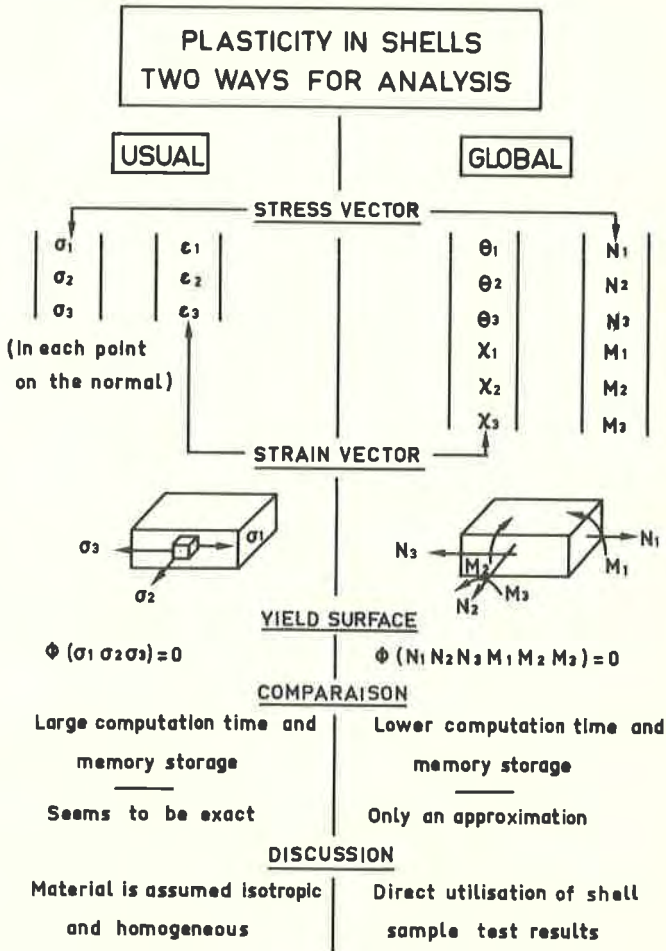 PLASTICITY IN SHELLS
TWO WAYS FOR ANALYSIS
USUAL
GLOBAL
STRESS VECTOR
σ1 ε1 θ1 N1
σ2 ε2 θ2 N2
σ3 ε3 θ3 N3
(in each point χ1 M1
on the normal) χ2 M2
χ3 M3
STRAIN VECTOR
σ3 σ1 σ2
N3 M2 N1 M1 N2 M3
YIELD SURFACE
Φ (σ1 σ2 σ3) = 0
Φ (N1 N2 N3 M1 M2 M3) = 0
COMPARAISON
Large computation time and
memory storage
Lower computation time and
memory storage
Seems to be exact
Only an approximation
DISCUSSION
Material is assumed isotropic
and homogeneous
Direct utilisation of shell
sample test results